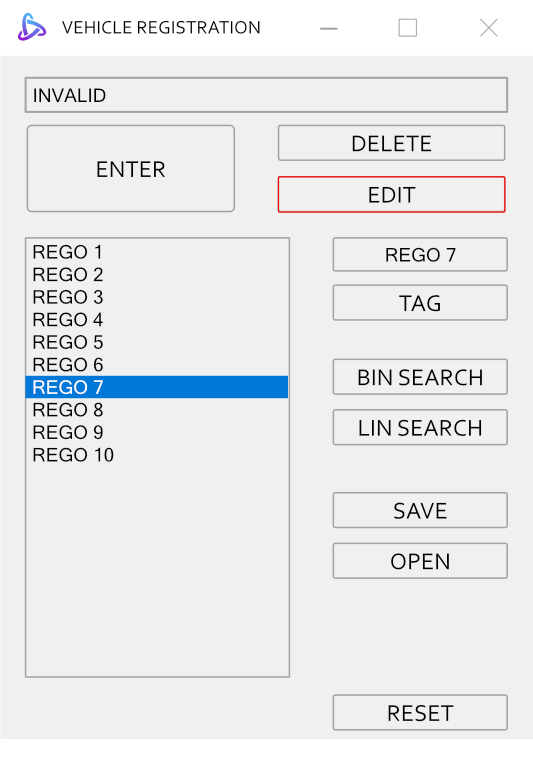 VEHICLE REGISTRATION
INVALID
ENTER
DELETE
EDIT
REGO 1
REGO 2
REGO 3
REGO 4
REGO 5
REGO 6
REGO 7
REGO 8
REGO 9
REGO 10
REGO 7
TAG
BIN SEARCH
LIN SEARCH
SAVE
OPEN
RESET